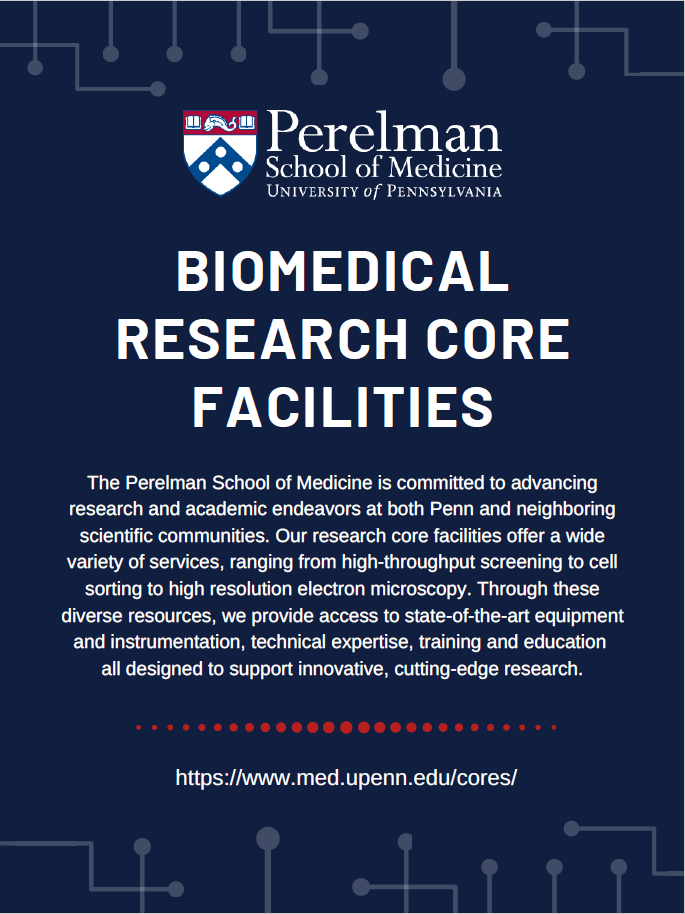 Perelman
School of Medicine
UNIVERSITY of PENNSYLVANIA
BIOMEDICAL
RESEARCH CORE
FACILITIES
The Perelman School of Medicine is committed to advancing
research and academic endeavors at both Penn and neighboring
scientific communities. Our research core facilities offer a wide
variety of services, ranging from high-throughput screening to cell
sorting to high resolution electron microscopy. Through these
diverse resources, we provide access to state-of-the-art equipment
and instrumentation, technical expertise, training and education
all designed to support innovative, cutting-edge research.
https://www.med.upenn.edu/cores/